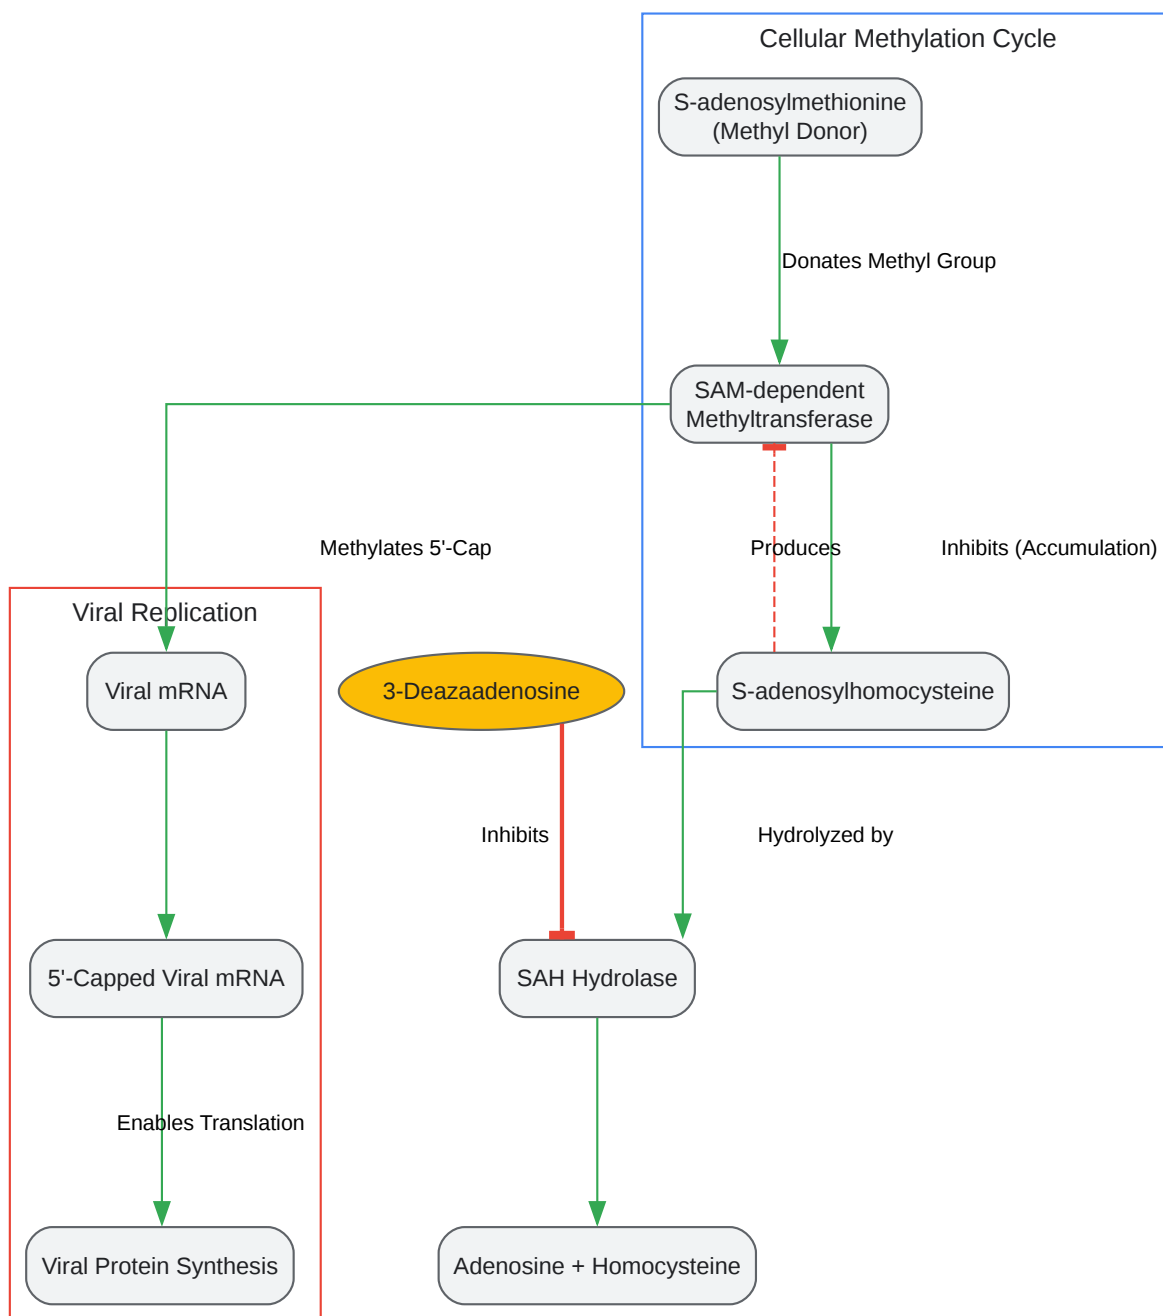 Cellular Methylation Cycle
S-adenosylmethionine
(Methyl Donor)
Donates Methyl Group
SAM-dependent
Methyltransferase
Methylates 5'-Cap
Produces
Inhibits (Accumulation)
Viral Replication
Viral mRNA
3-Deazaadenosine
S-adenosylhomocysteine
Inhibits
Hydrolyzed by
5'-Capped Viral mRNA
SAH Hydrolase
Enables Translation
Viral Protein Synthesis
Adenosine + Homocysteine